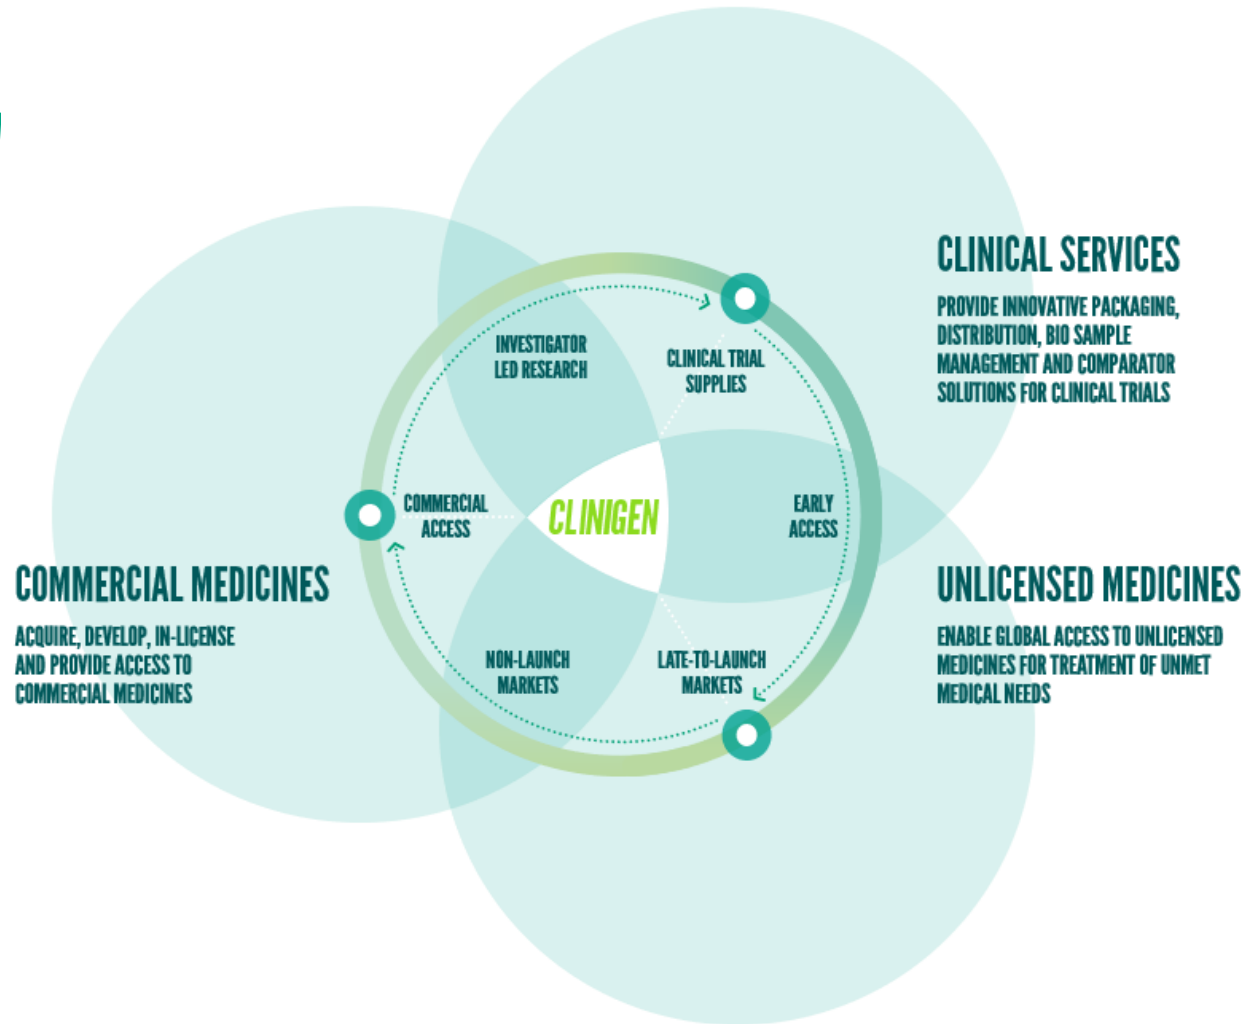 CLINICAL SERVICES
PROVIDE INNOVATIVE PACKAGING,
DISTRIBUTION, BIO SAMPLE
MANAGEMENT AND COMPARATOR
SOLUTIONS FOR CLINICAL TRIALS
INVESTIGATOR
LED RESEARCH
CLINICAL TRIAL
SUPPLIES
COMMERCIAL
ACCESS
CLINIGEN
EARLY
ACCESS
COMMERCIAL MEDICINES
ACQUIRE, DEVELOP, IN-LICENSE
AND PROVIDE ACCESS TO
COMMERCIAL MEDICINES
NON-LAUNCH
MARKETS
LATE-TO-LAUNCH
MARKETS
UNLICENSED MEDICINES
ENABLE GLOBAL ACCESS TO UNLICENSED
MEDICINES FOR TREATMENT OF UNMET
MEDICAL NEEDS